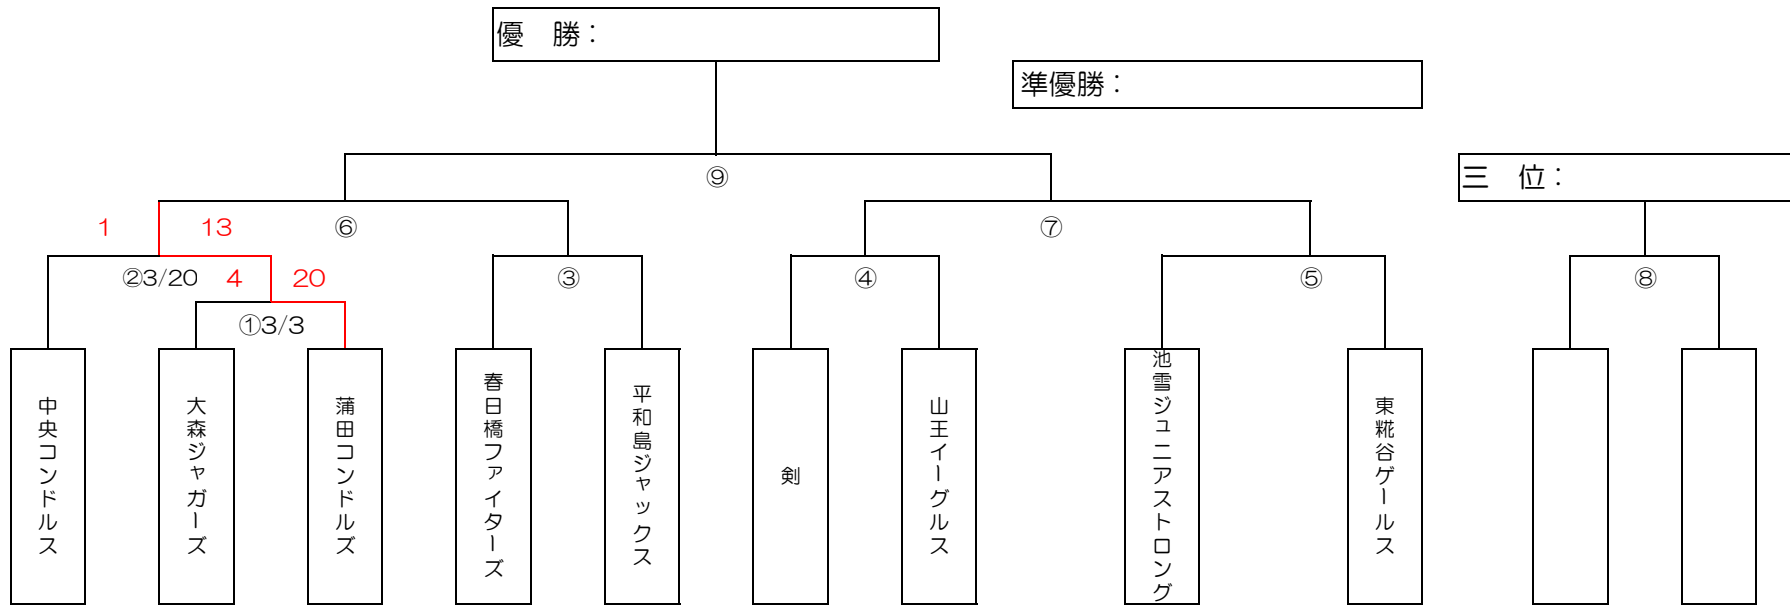 優　勝：
準優勝：
⑨
三　位：
1
13
⑥
⑦
②3/20
4
20
③
④
⑤
⑧
①3/3
中央コンドルス
大森ジャガーズ
蒲田コンドルズ
春日橋ファイターズ
平和島ジャックス
剣
山王イーグルス
池雪ジュニアストロング
東糀谷ゲールス